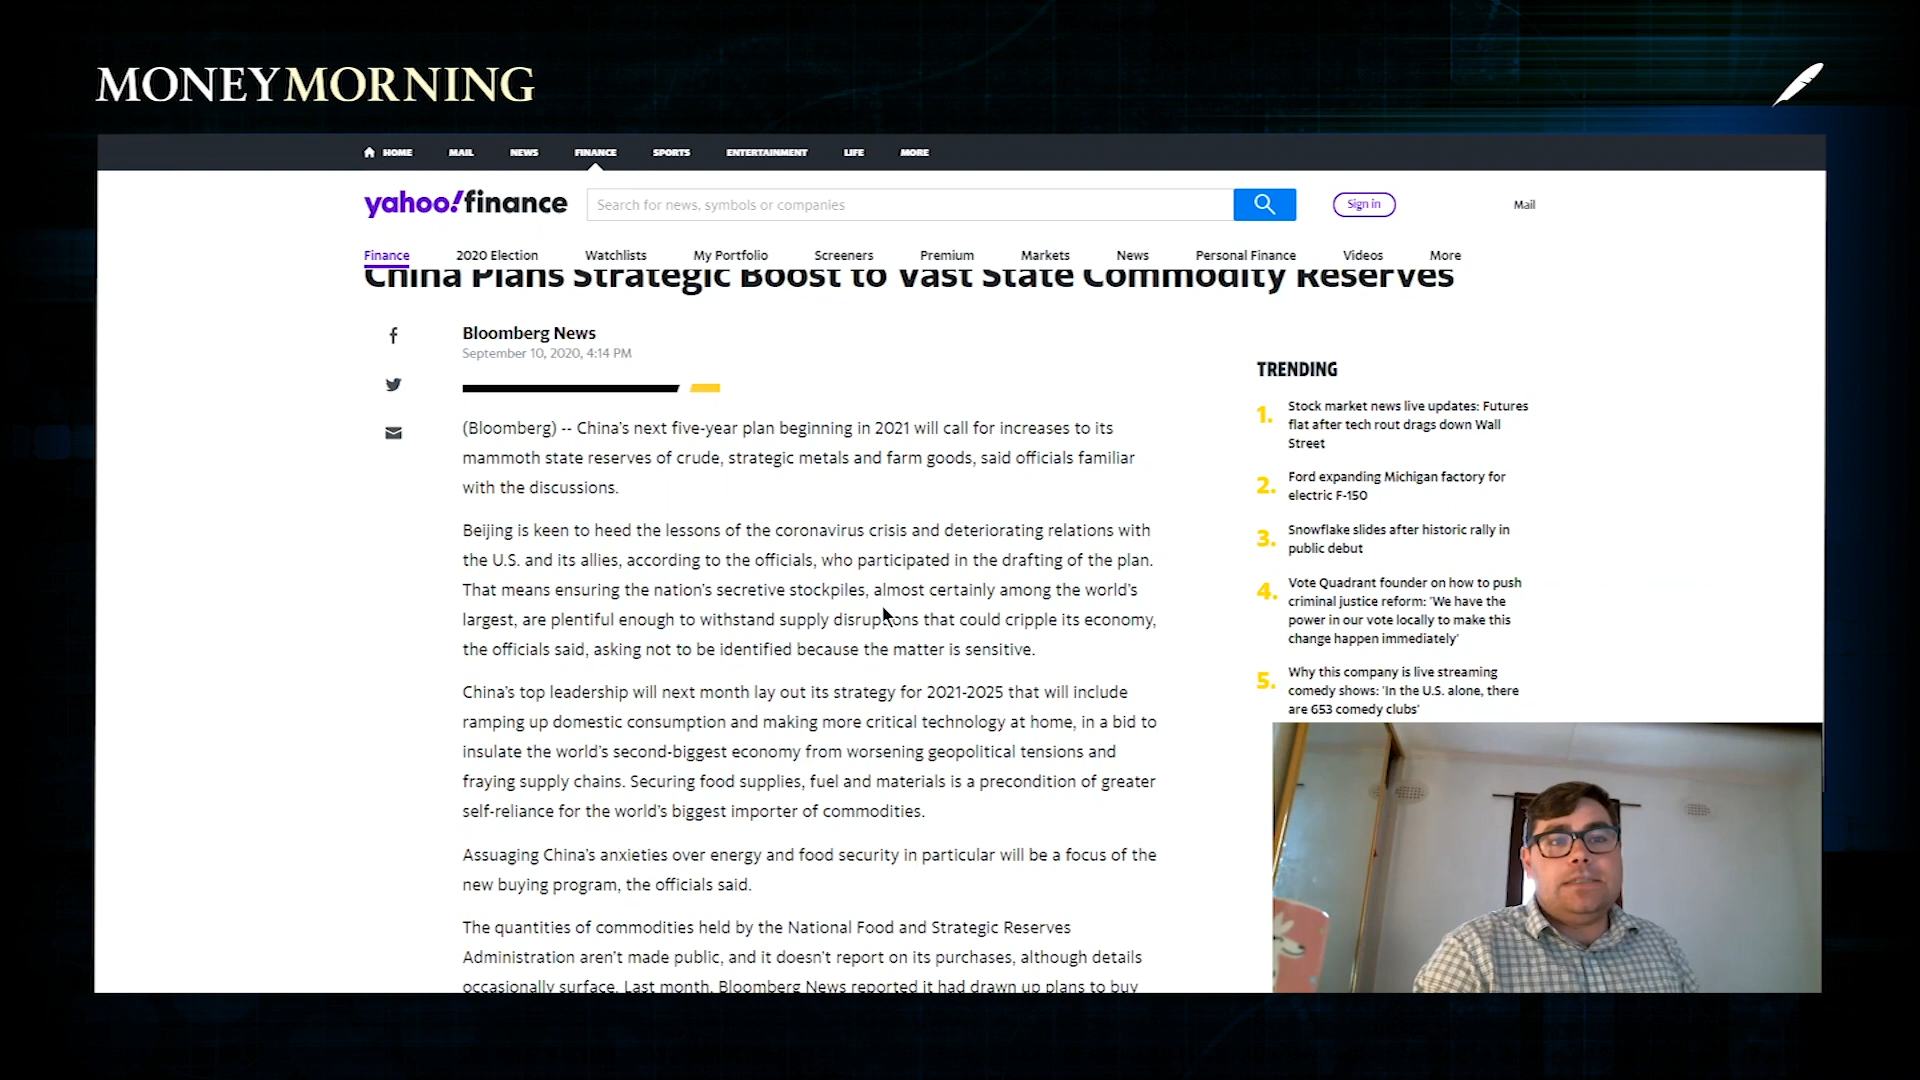 MONEYMORNING
HOME MAIL NEWS FINANCE SPORTS ENTERTAINMENT LIFE MORE
yahoo!finance Search for news, symbols or companies Sign in Mail
Finance 2020 Election Watchlists My Portfolio Screeners Premium Markets News Personal Finance Videos More
China Plans Strategic Boost to Vast State Commodity Reserves
Bloomberg News
September 10, 2020, 4:14 PM
(Bloomberg) -- China's next five-year plan beginning in 2021 will call for increases to its
mammoth state reserves of crude, strategic metals and farm goods, said officials familiar
with the discussions.
Beijing is keen to heed the lessons of the coronavirus crisis and deteriorating relations with
the U.S. and its allies, according to the officials, who participated in the drafting of the plan.
That means ensuring the nation's secretive stockpiles, almost certainly among the world's
largest, are plentiful enough to withstand supply disruptions that could cripple its economy,
the officials said, asking not to be identified because the matter is sensitive.
China's top leadership will next month lay out its strategy for 2021-2025 that will include
ramping up domestic consumption and making more critical technology at home, in a bid to
insulate the world's second-biggest economy from worsening geopolitical tensions and
fraying supply chains. Securing food supplies, fuel and materials is a precondition of greater
self-reliance for the world's biggest importer of commodities.
Assuaging China's anxieties over energy and food security in particular will be a focus of the
new buying program, the officials said.
The quantities of commodities held by the National Food and Strategic Reserves
Administration aren't made public, and it doesn't report on its purchases, although details
occasionally surface. Last month, Bloomberg News reported it had drawn up plans to buy
TRENDING
1. Stock market news live updates: Futures
flat after tech rout drags down Wall
Street
2. Ford expanding Michigan factory for
electric F-150
3. Snowflake slides after historic rally in
public debut
4. Vote Quadrant founder on how to push
criminal justice reform: 'We have the
power in our vote locally to make this
change happen immediately'
5. Why this company is live streaming
comedy shows: 'In the U.S. alone, there
are 653 comedy clubs'